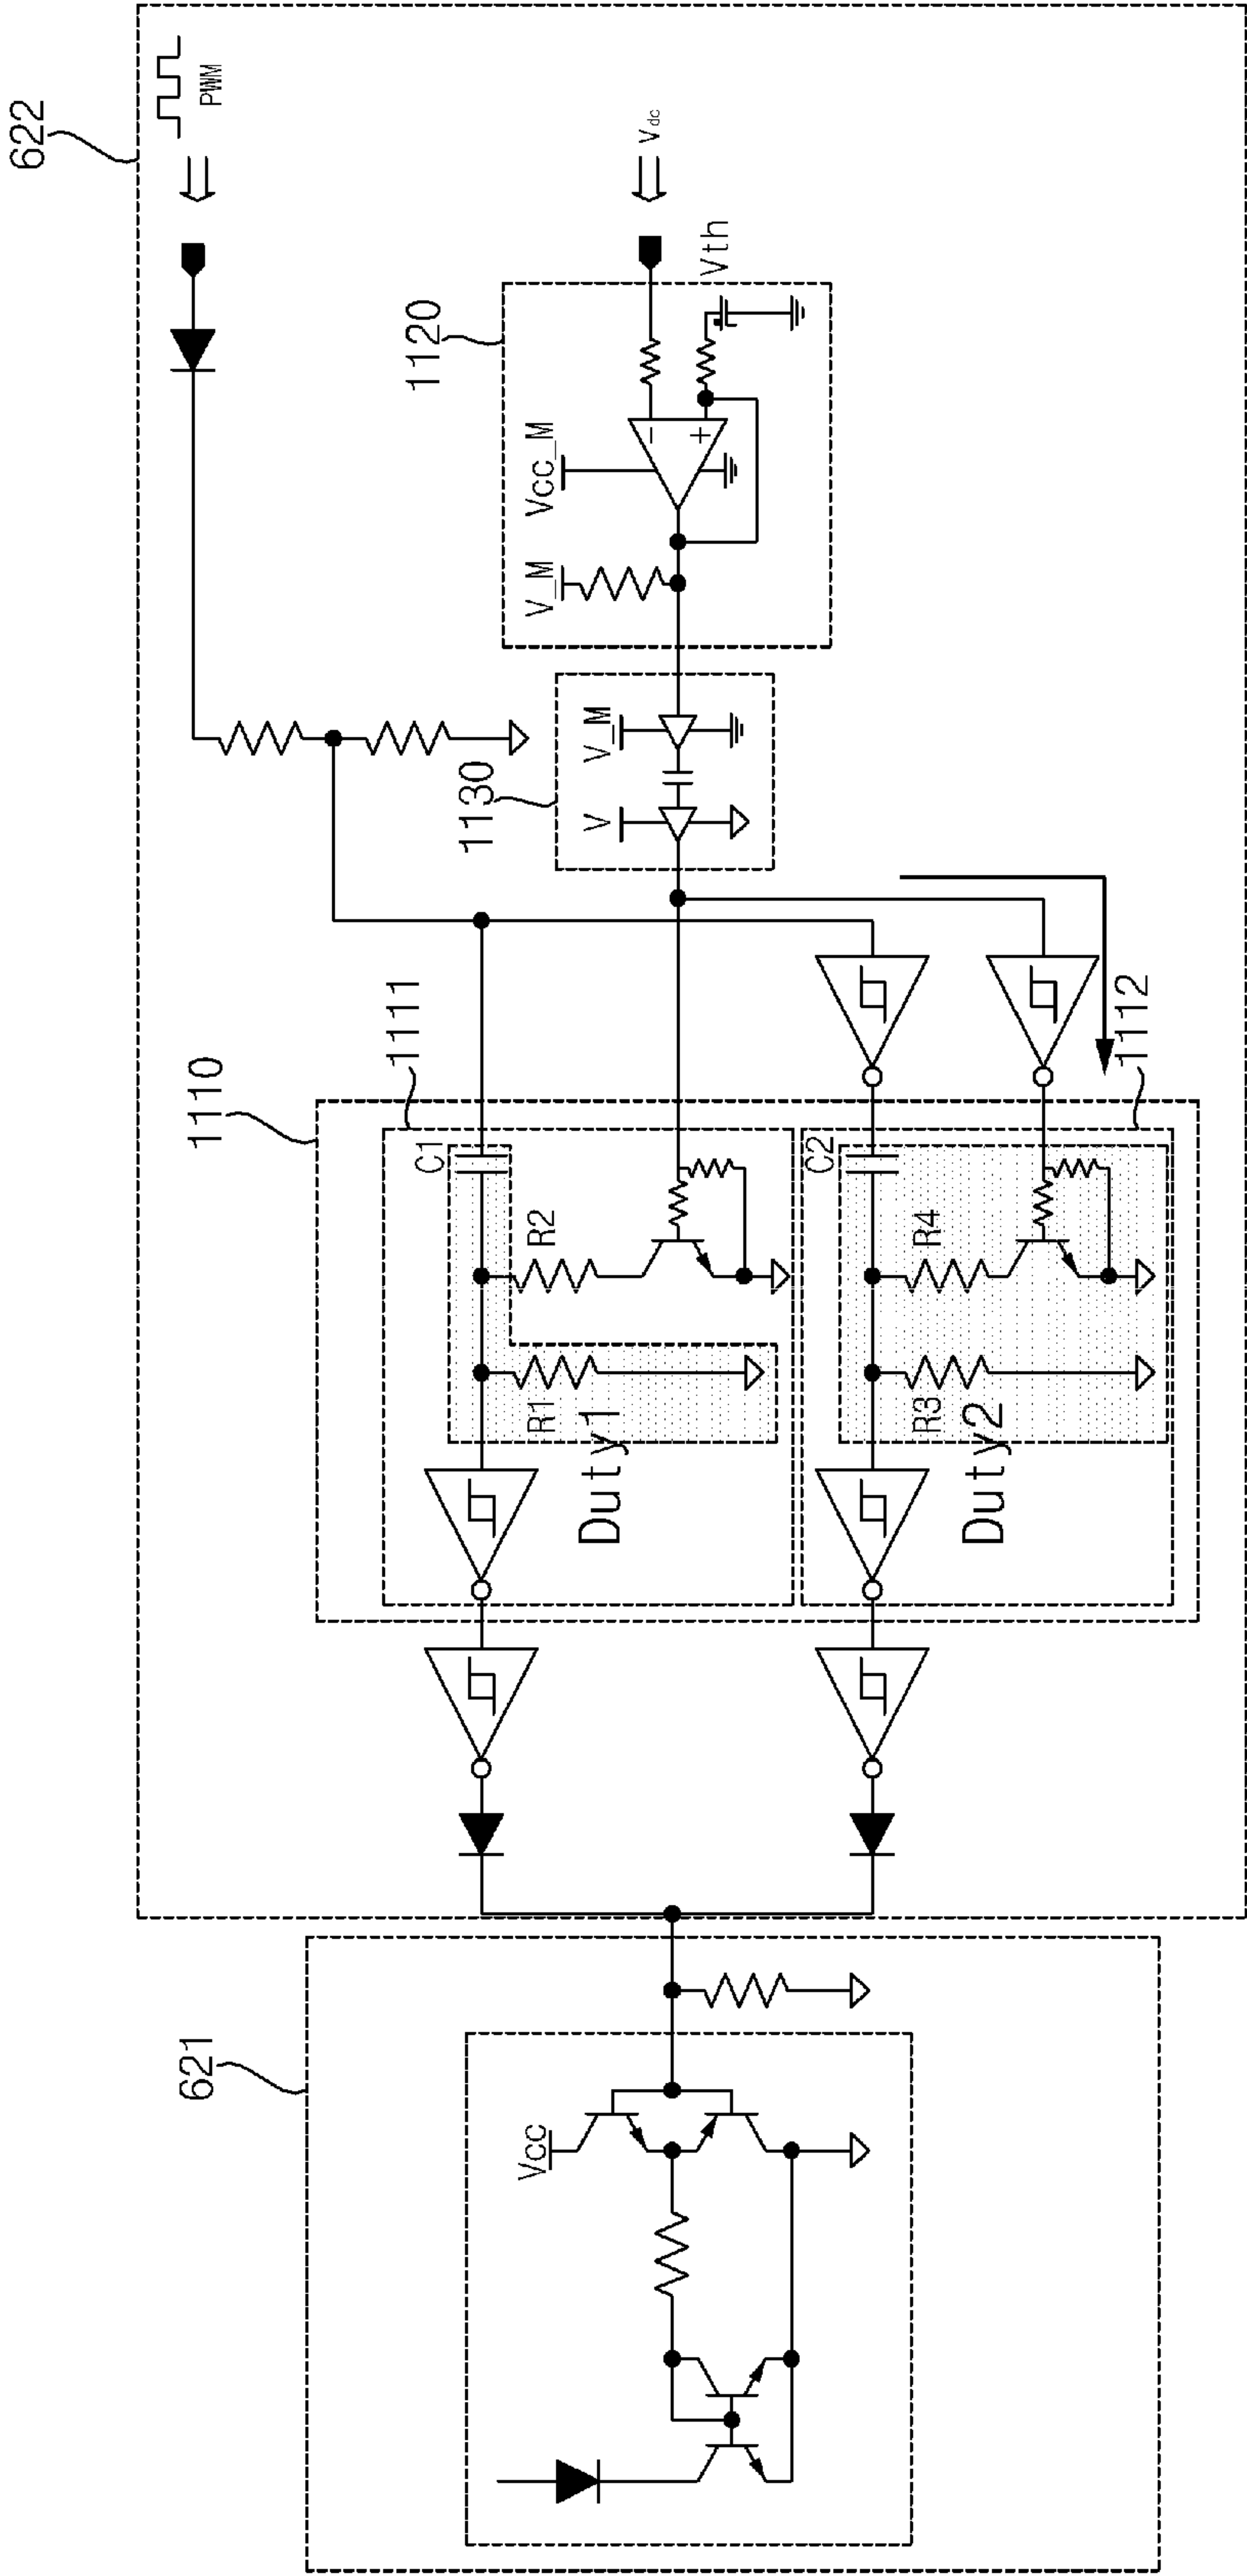 622
PWM
Vdc
1120
Vth
Vcc_M
V_M
1130
V_M
V
1110
1111
1112
C1
R2
R1
Duty1
C2
R4
R3
Duty2
621
Vcc
-
+